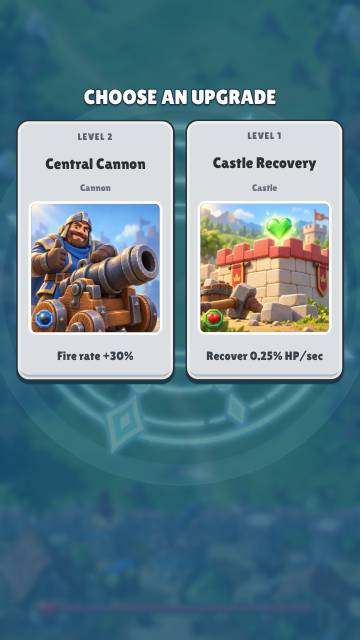 CHOOSE AN UPGRADE
LEVEL 2
Central Cannon
Cannon
Fire rate +30%
LEVEL 1
Castle Recovery
Castle
Recover 0.25% HP/sec